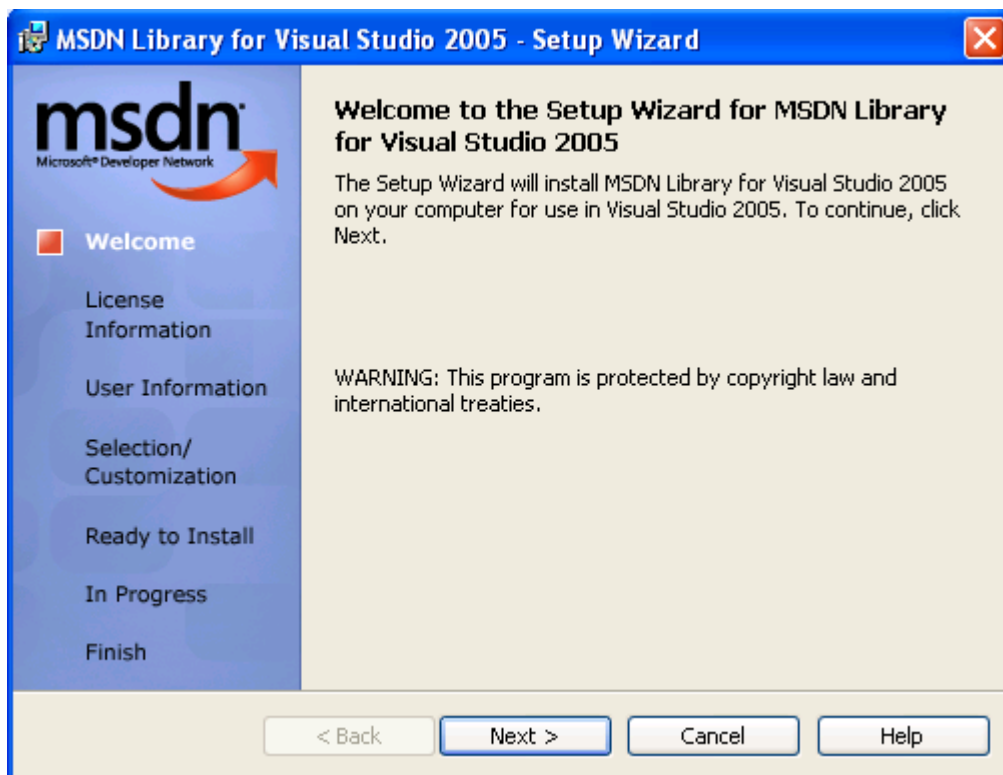 MSDN Library for Visual Studio 2005 - Setup Wizard
msdn
Microsoft® Developer Network
Welcome
License
Information
User Information
Selection/
Customization
Ready to Install
In Progress
Finish
Welcome to the Setup Wizard for MSDN Library
for Visual Studio 2005
The Setup Wizard will install MSDN Library for Visual Studio 2005
on your computer for use in Visual Studio 2005. To continue, click
Next.
WARNING: This program is protected by copyright law and
international treaties.
< Back
Next >
Cancel
Help